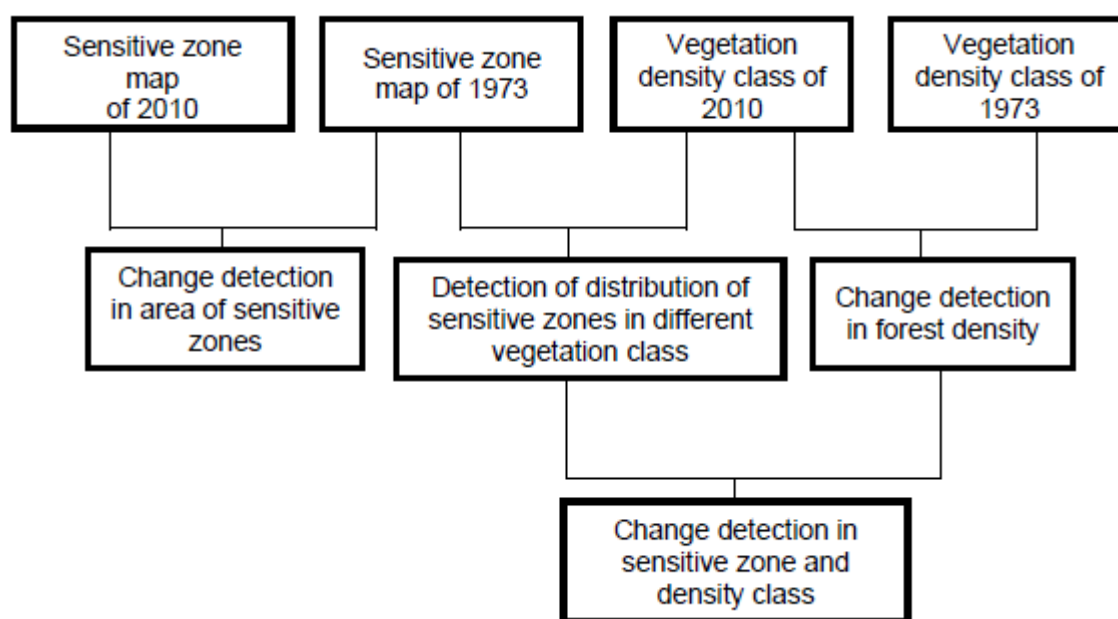 Sensitive zone
map
of 2010
Sensitive zone
map of 1973
Vegetation
density class of
2010
Vegetation
density class of
1973
Change detection
in area of sensitive
zones
Detection of distribution of
sensitive zones in different
vegetation class
Change detection
in forest density
Change detection in
sensitive zone and
density class